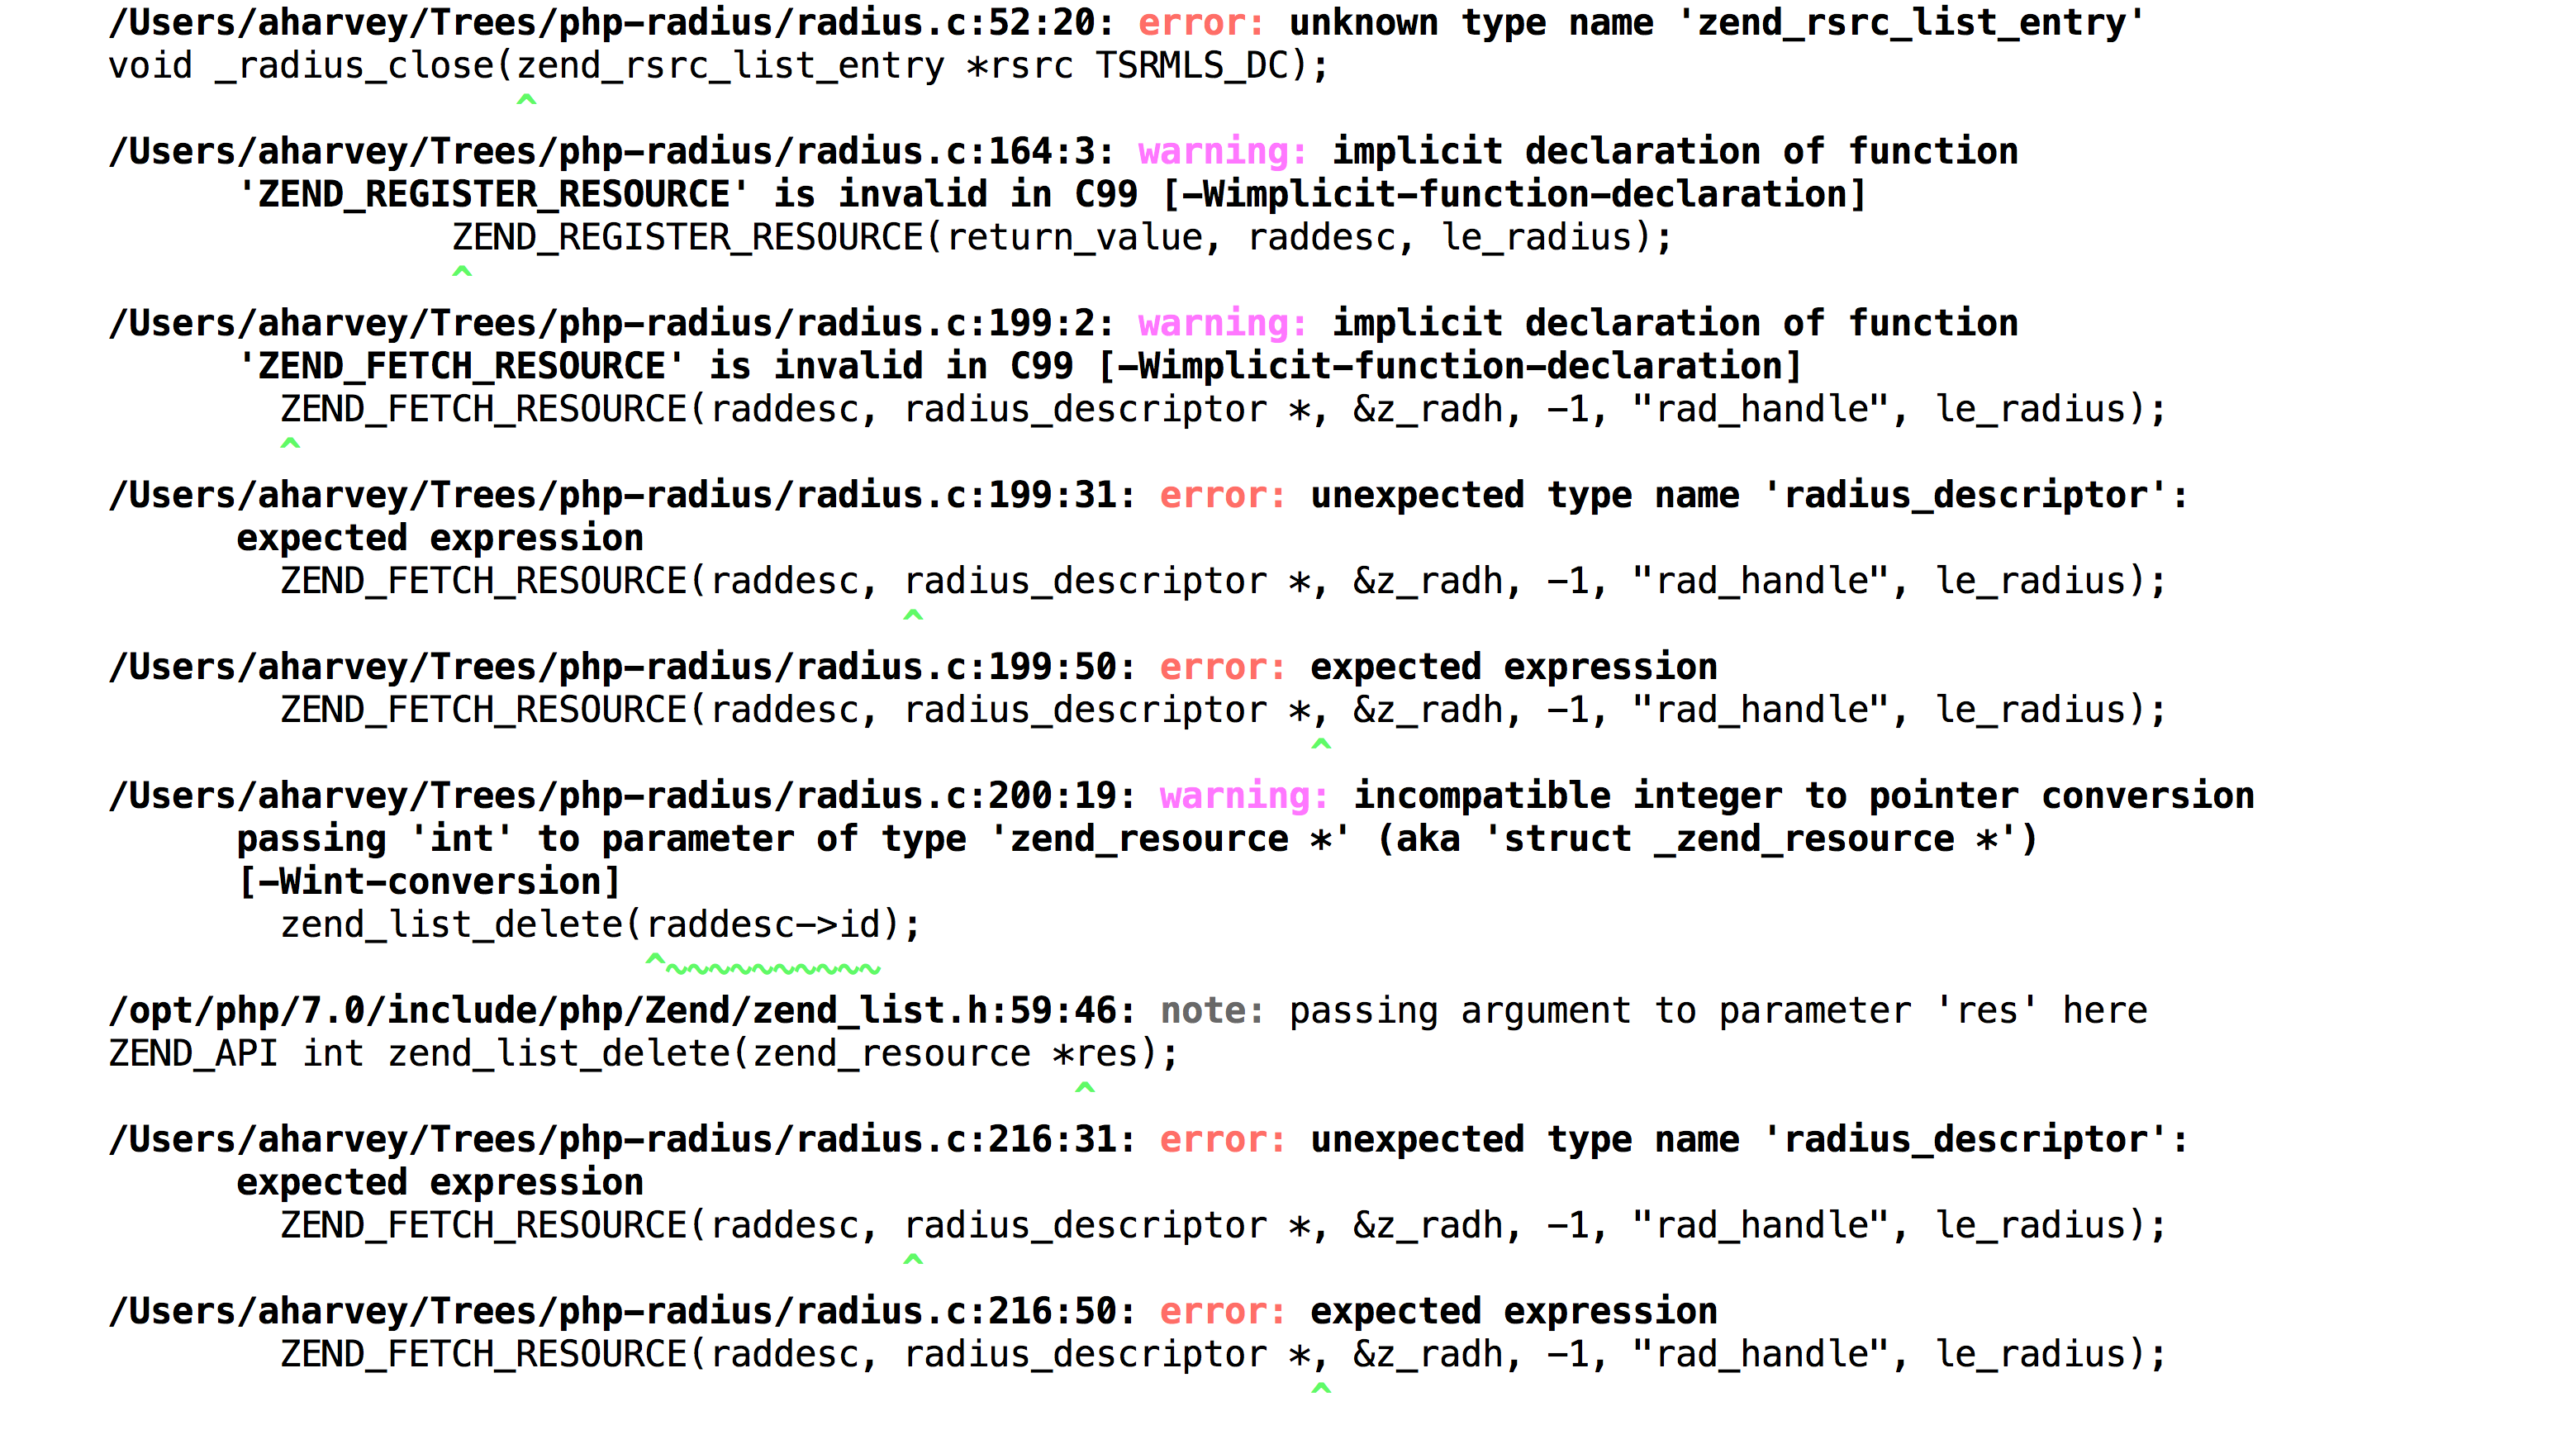 /Users/aharvey/Trees/php-radius/radius.c:52:20: error: unknown type name 'zend_rsrc_list_entry'
void _radius_close(zend_rsrc_list_entry *rsrc TSRMLS_DC);
^
/Users/aharvey/Trees/php-radius/radius.c:164:3: warning: implicit declaration of function
'ZEND_REGISTER_RESOURCE' is invalid in C99 [-Wimplicit-function-declaration]
ZEND_REGISTER_RESOURCE(return_value, raddesc, le_radius);
^
/Users/aharvey/Trees/php-radius/radius.c:199:2: warning: implicit declaration of function
'ZEND_FETCH_RESOURCE' is invalid in C99 [-Wimplicit-function-declaration]
ZEND_FETCH_RESOURCE(raddesc, radius_descriptor *, &z_radh, -1, "rad_handle", le_radius);
^
/Users/aharvey/Trees/php-radius/radius.c:199:31: error: unexpected type name 'radius_descriptor':
expected expression
ZEND_FETCH_RESOURCE(raddesc, radius_descriptor *, &z_radh, -1, "rad_handle", le_radius);
^
/Users/aharvey/Trees/php-radius/radius.c:199:50: error: expected expression
ZEND_FETCH_RESOURCE(raddesc, radius_descriptor *, &z_radh, -1, "rad_handle", le_radius);
^
/Users/aharvey/Trees/php-radius/radius.c:200:19: warning: incompatible integer to pointer conversion
passing 'int' to parameter of type 'zend_resource *' (aka 'struct _zend_resource *')
[-Wint-conversion]
zend_list_delete(raddesc->id);
^~~~~~~~~~~
/opt/php/7.0/include/php/Zend/zend_list.h:59:46: note: passing argument to parameter 'res' here
ZEND_API int zend_list_delete(zend_resource *res);
^
/Users/aharvey/Trees/php-radius/radius.c:216:31: error: unexpected type name 'radius_descriptor':
expected expression
ZEND_FETCH_RESOURCE(raddesc, radius_descriptor *, &z_radh, -1, "rad_handle", le_radius);
^
/Users/aharvey/Trees/php-radius/radius.c:216:50: error: expected expression
ZEND_FETCH_RESOURCE(raddesc, radius_descriptor *, &z_radh, -1, "rad_handle", le_radius);
^